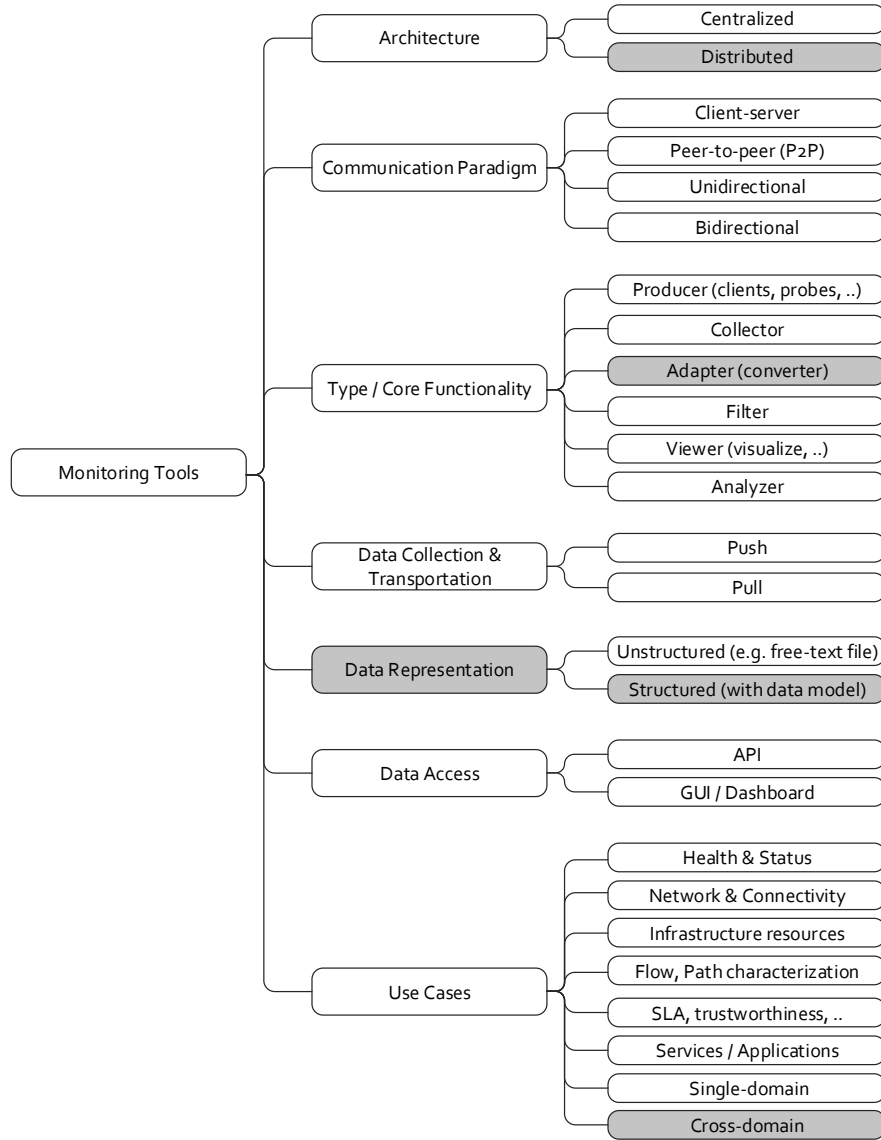 Monitoring Tools
Architecture
Centralized
Distributed
Communication Paradigm
Client-server
Peer-to-peer (P2P)
Unidirectional
Bidirectional
Type / Core Functionality
Producer (clients, probes, ..)
Collector
Adapter (converter)
Filter
Viewer (visualize, ..)
Analyzer
Data Collection &
Transportation
Push
Pull
Data Representation
Unstructured (e.g. free-text file)
Structured (with data model)
Data Access
API
GUI / Dashboard
Use Cases
Health & Status
Network & Connectivity
Infrastructure resources
Flow, Path characterization
SLA, trustworthiness, ..
Services / Applications
Single-domain
Cross-domain